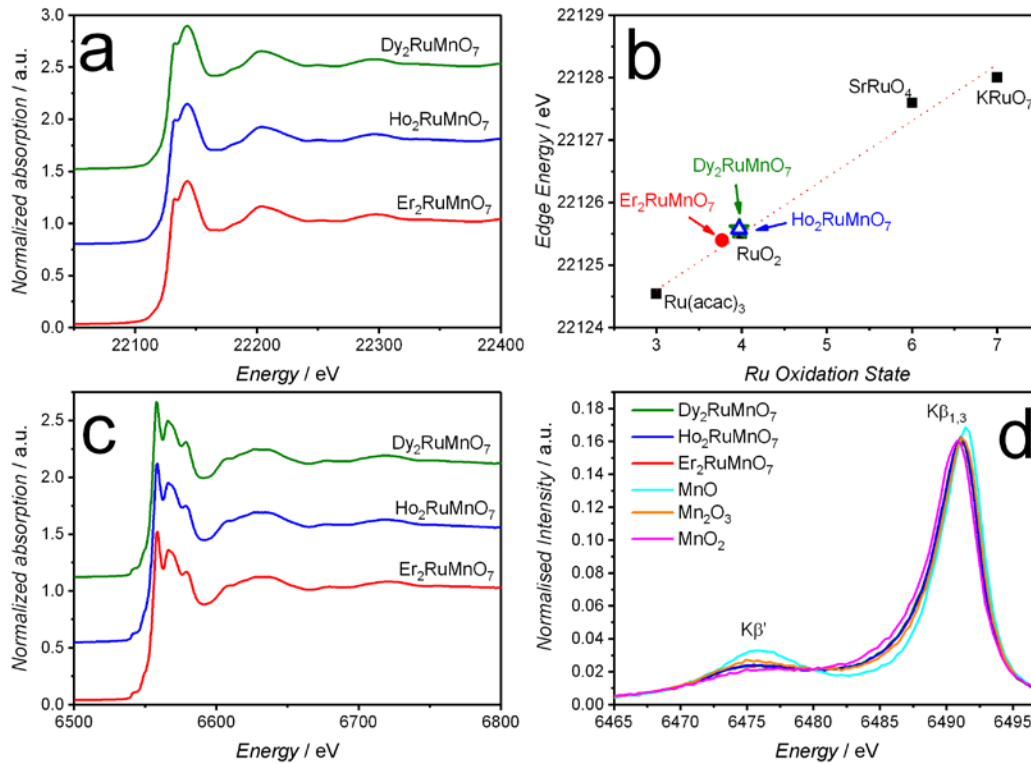 a
Normalized absorption / a.u.
3.0
2.5
2.0
1.5
1.0
0.5
0.0
Dy₂RuMnO₇
Ho₂RuMnO₇
Er₂RuMnO₇
22100 22200 22300 22400
Energy / eV
b
Edge Energy / eV
22129
22128
22127
22126
22125
22124
SrRuO₄
KRuO₇
Dy₂RuMnO₇
Er₂RuMnO₇
Ho₂RuMnO₇
RuO₂
Ru(acac)₃
3 4 5 6 7
Ru Oxidation State
c
Normalized absorption / a.u.
2.5
2.0
1.5
1.0
0.5
0.0
Dy₂RuMnO₇
Ho₂RuMnO₇
Er₂RuMnO₇
6500 6600 6700 6800
Energy / eV
d
Normalised Intensity / a.u.
0.18
0.16
0.14
0.12
0.10
0.08
0.06
0.04
0.02
0.00
Dy₂RuMnO₇
Ho₂RuMnO₇
Er₂RuMnO₇
MnO
Mn₂O₃
MnO₂
Kβ₁,₃
Kβ'
6465 6470 6475 6480 6485 6490 6495
Energy / eV